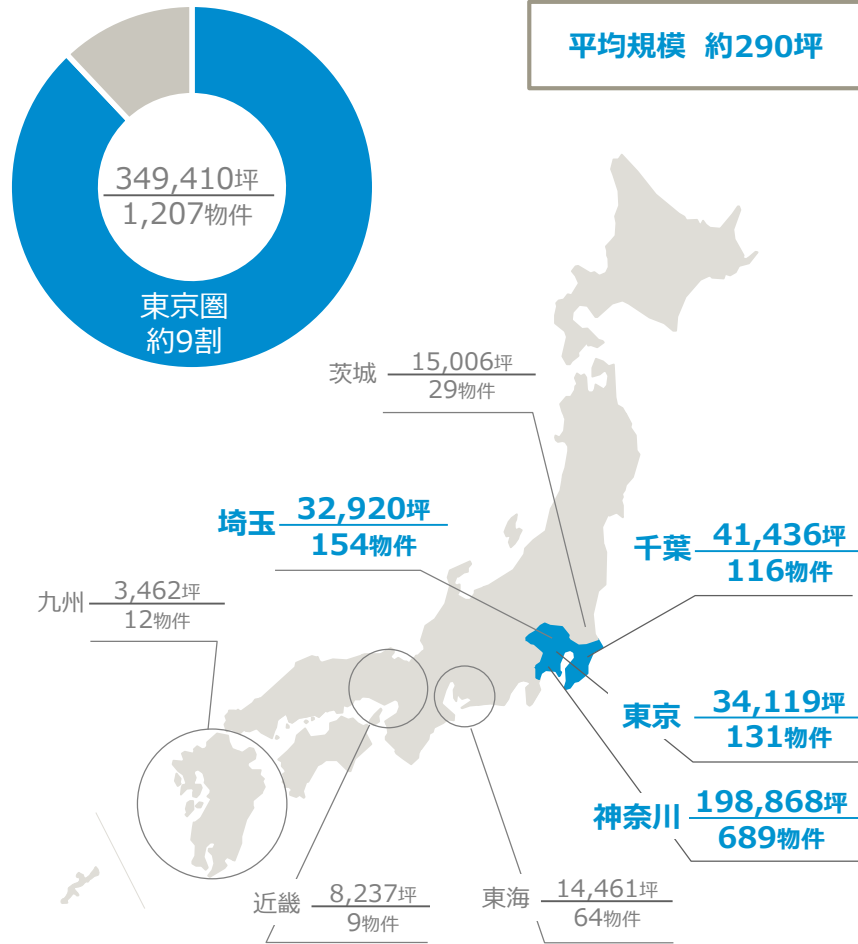 平均規模 約290坪
349,410坪
1,207物件
東京圏
約9割
茨城
15,006坪
29物件
埼玉
32,920坪
154物件
千葉
41,436坪
116物件
九州
3,462坪
12物件
東京
34,119坪
131物件
神奈川
198,868坪
689物件
近畿
8,237坪
9物件
東海
14,461坪
64物件